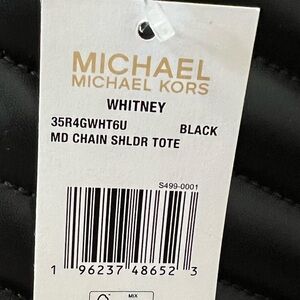 MICHAEL
MICHAEL KORS
WHITNEY
35R4GWHT6U BLACK
MD CHAIN SHLDR TOTE
S499-0001
1 96237 48652 3
MIX